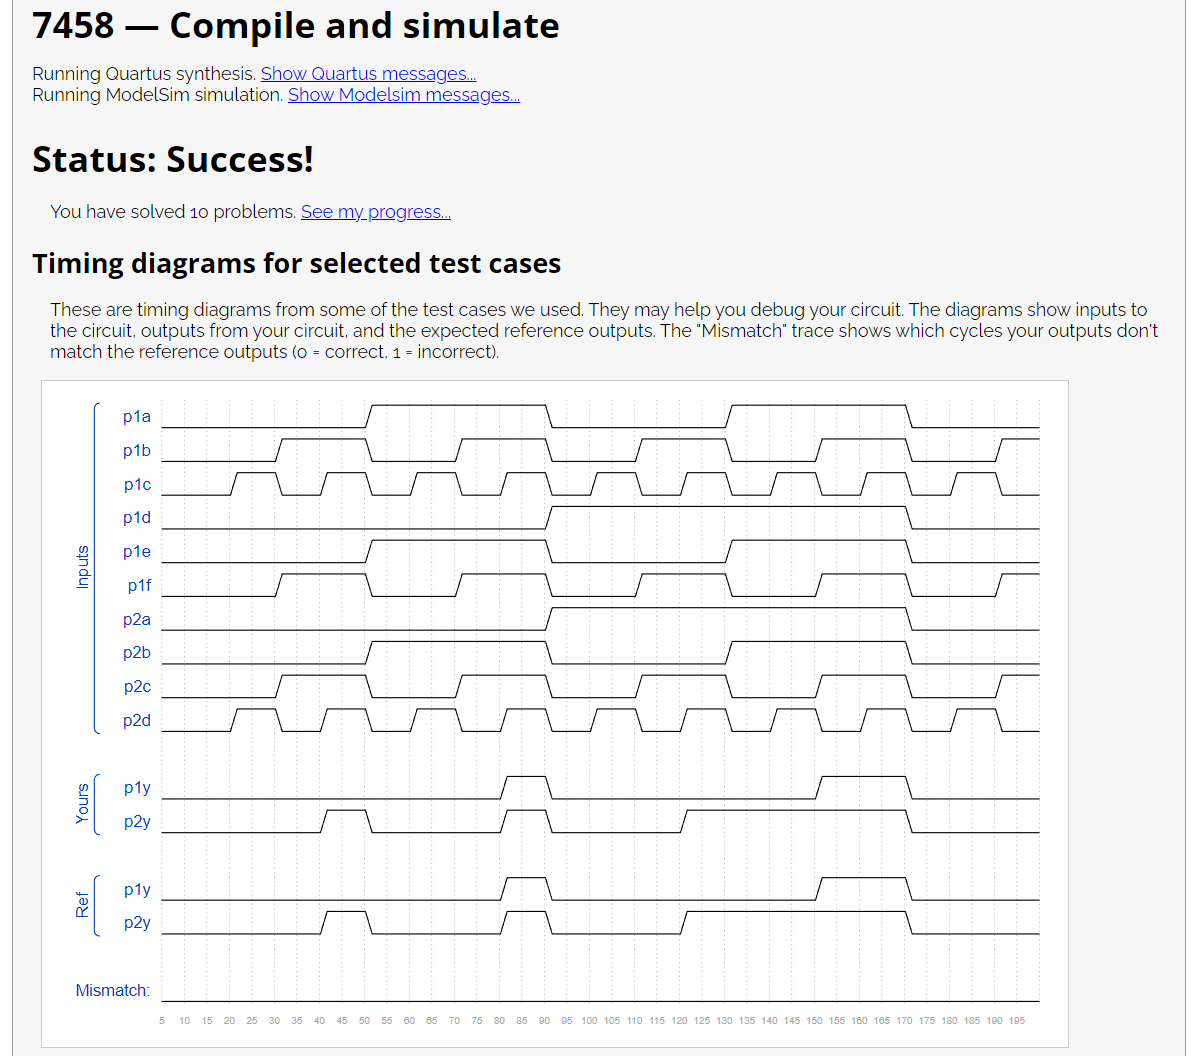 7458 — Compile and simulate
Running Quartus synthesis. Show Quartus messages...
Running ModelSim simulation. Show Modelsim messages...
Status: Success!
You have solved 10 problems. See my progress...
Timing diagrams for selected test cases
These are timing diagrams from some of the test cases we used. They may help you debug your circuit. The diagrams show inputs to
the circuit, outputs from your circuit, and the expected reference outputs. The "Mismatch" trace shows which cycles your outputs don't
match the reference outputs (0 = correct, 1 = incorrect).
Inputs
p1a
p1b
p1c
p1d
p1e
p1f
p2a
p2b
p2c
p2d
Yours
p1y
p2y
Ref
p1y
p2y
Mismatch:
5 10 15 20 25 30 35 40 45 50 55 60 65 70 75 80 85 90 95 100 105 110 115 120 125 130 135 140 145 150 155 160 165 170 175 180 185 190 195